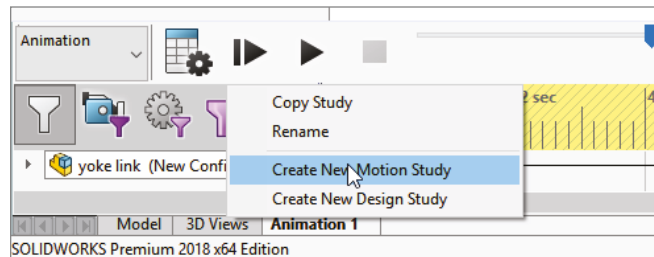 Animation
Copy Study
Rename
Create New Motion Study
Create New Design Study
2 sec
4
yoke link (New Confi
Model
3D Views
Animation 1
SOLIDWORKS Premium 2018 x64 Edition